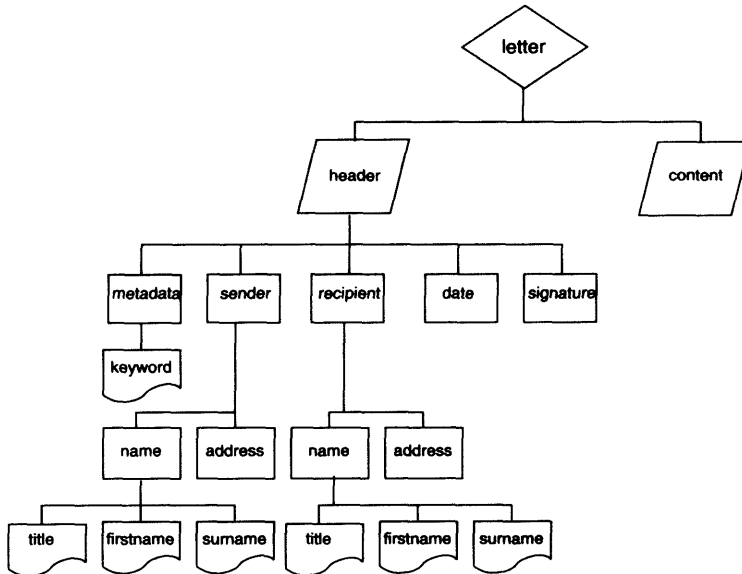 letter
header
content
metadata
sender
recipient
date
signature
keyword
name
address
name
address
title
firstname
surname
title
firstname
surname